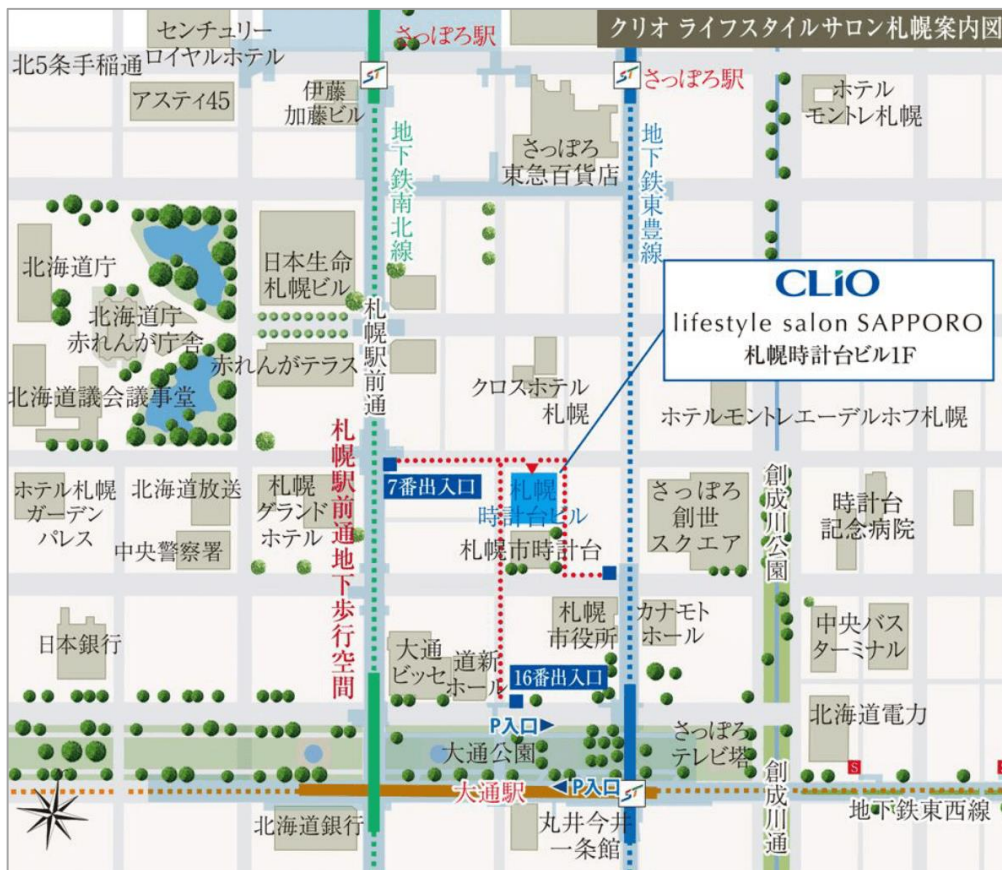 クリオ ライフスタイルサロン札幌案内図
センチュリー
ロイヤルホテル
さっぽろ駅
北5条手稲通
ST
ST
さっぽろ駅
アスティ45
伊藤
加藤ビル
ホテル
モントレ札幌
さっぽろ
東急百貨店
地下鉄南北線
地下鉄東豊線
北海道庁
日本生命
札幌ビル
CLiO
lifestyle salon SAPPORO
札幌時計台ビル1F
北海道庁
赤れんが庁舎
札幌駅前通
赤れんがテラス
北海道議会議事堂
クロスホテル
札幌
ホテルモントレエーデルホフ札幌
札幌駅前通地下歩行空間
7番出入口
札幌
時計台ビル
ホテル札幌
ガーデン
パレス
北海道放送
札幌
グランド
ホテル
さっぽろ
創世
スクエア
創成川公園
時計台
記念病院
中央警察署
札幌市時計台
日本銀行
札幌
市役所
カナモト
ホール
中央バス
ターミナル
大通
ビッセ
道新
ホール
16番出入口
P入口
北海道電力
さっぽろ
テレビ塔
大通公園
S
S
大通駅
P入口
ST
創成川通
地下鉄東西線
北海道銀行
丸井今井
一条館